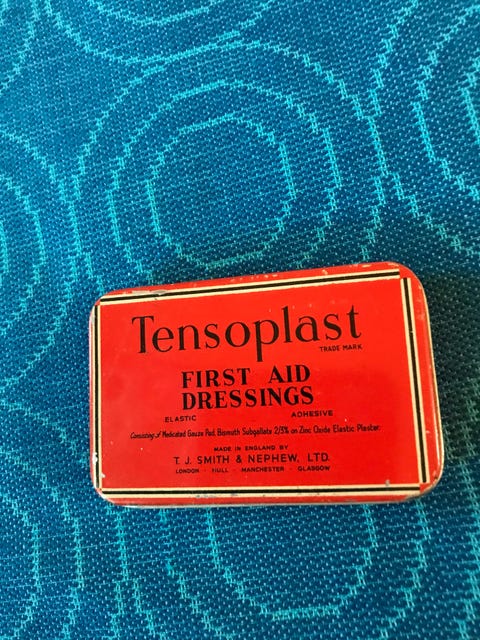 Tensoplast
TRADE MARK
FIRST AID
DRESSINGS
ELASTIC ADHESIVE
Consisting of Medicated Gauze Pad, Bismuth Subgallate 2/3% on Zinc Oxide Elastic Plaster.
MADE IN ENGLAND BY
T. J. SMITH & NEPHEW, LTD.
LONDON · HULL · MANCHESTER · GLASGOW